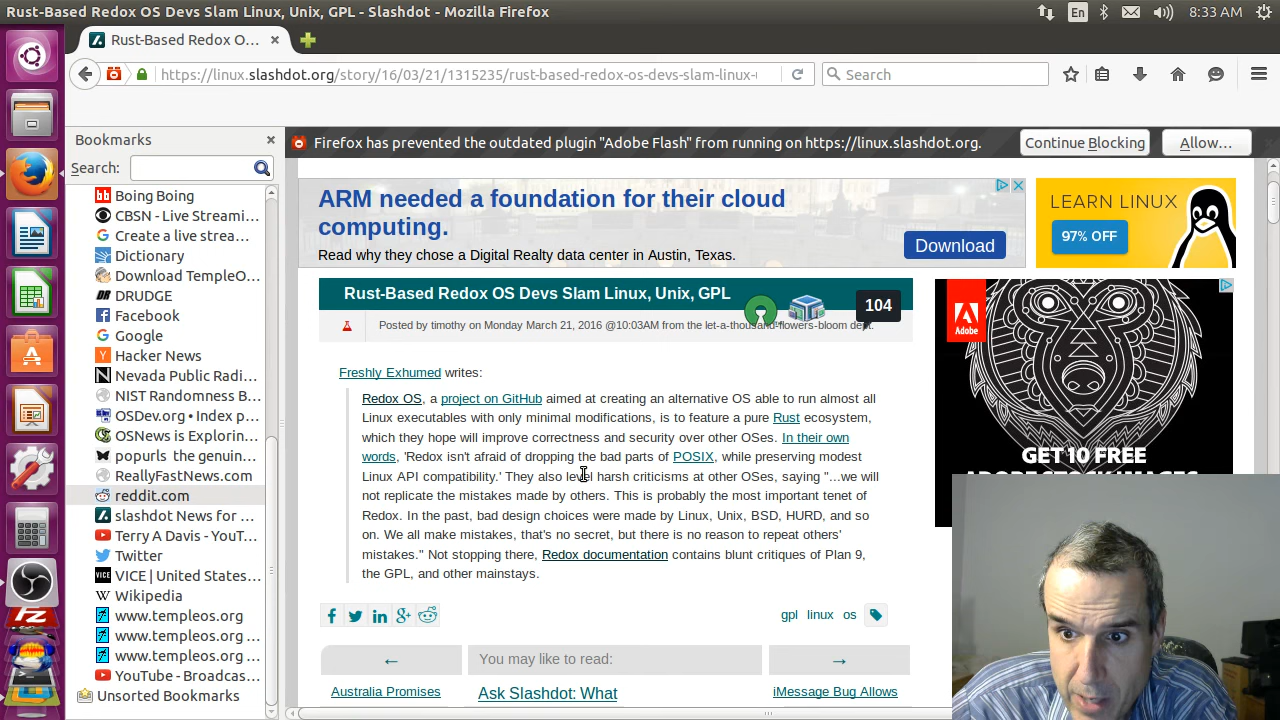 Rust-Based Redox OS Devs Slam Linux, Unix, GPL - Slashdot - Mozilla Firefox
En
8:33 AM
Rust-Based Redox O...
https://linux.slashdot.org/story/16/03/21/1315235/rust-based-redox-os-devs-slam-linux-
Search
Bookmarks
Search:
Boing Boing
CBSN - Live Streami...
Create a live strea...
Dictionary
Download TempleO...
DRUDGE
Facebook
Google
Hacker News
Nevada Public Radi...
NIST Randomness B...
OSDev.org • Index p...
OSNews is Explorin...
popurls the genuin...
ReallyFastNews.com
reddit.com
slashdot News for ...
Terry A Davis - YouT...
Twitter
VICE | United States...
Wikipedia
www.templeos.org
www.templeos.org ...
www.templeos.org ...
YouTube - Broadcas...
Unsorted Bookmarks
Firefox has prevented the outdated plugin "Adobe Flash" from running on https://linux.slashdot.org.
Continue Blocking
Allow...
ARM needed a foundation for their cloud
computing.
Read why they chose a Digital Realty data center in Austin, Texas.
Download
LEARN LINUX
97% OFF
Rust-Based Redox OS Devs Slam Linux, Unix, GPL
104
Posted by timothy on Monday March 21, 2016 @10:03AM from the let-a-thousand-flowers-bloom dept.
Freshly Exhumed writes:
Redox OS, a project on GitHub aimed at creating an alternative OS able to run almost all
Linux executables with only minimal modifications, is to feature a pure Rust ecosystem,
which they hope will improve correctness and security over other OSes. In their own
words, 'Redox isn't afraid of dropping the bad parts of POSIX, while preserving modest
Linux API compatibility.' They also level harsh criticisms at other OSes, saying "...we will
not replicate the mistakes made by others. This is probably the most important tenet of
Redox. In the past, bad design choices were made by Linux, Unix, BSD, HURD, and so
on. We all make mistakes, that's no secret, but there is no reason to repeat others'
mistakes." Not stopping there, Redox documentation contains blunt critiques of Plan 9,
the GPL, and other mainstays.
gpl linux os
← You may like to read: →
Australia Promises
Ask Slashdot: What
iMessage Bug Allows
Adobe
GET 10 FREE